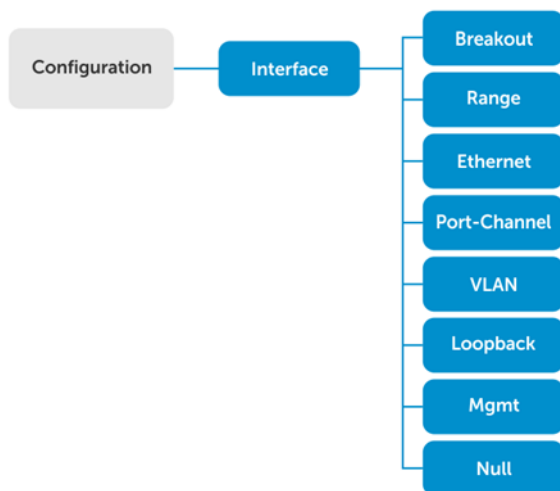 Configuration
Interface
Breakout
Range
Ethernet
Port-Channel
VLAN
Loopback
Mgmt
Null